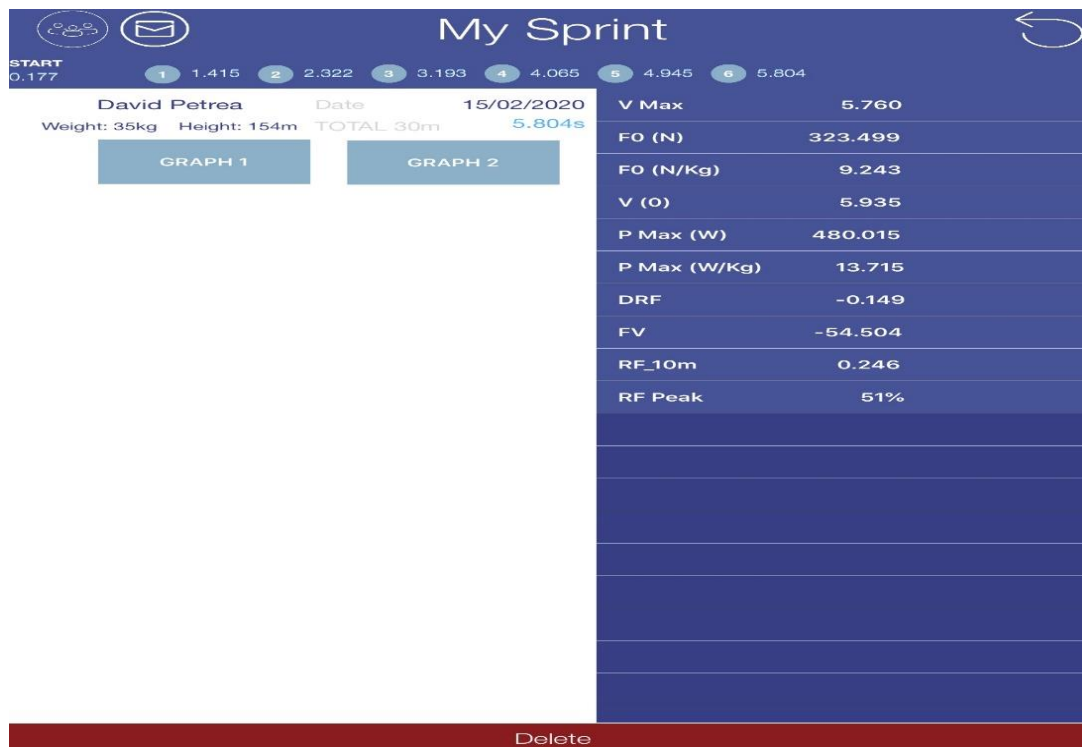 My Sprint
START
0.177 1 1.415 2 2.322 3 3.193 4 4.065 5 4.945 6 5.804
David Petrea Date 15/02/2020
Weight: 35kg Height: 154m TOTAL 30m 5.804s
GRAPH 1 GRAPH 2
V Max 5.760
F0 (N) 323.499
F0 (N/Kg) 9.243
V (0) 5.935
P Max (W) 480.015
P Max (W/Kg) 13.715
DRF -0.149
FV -54.504
RF_10m 0.246
RF Peak 51%
Delete